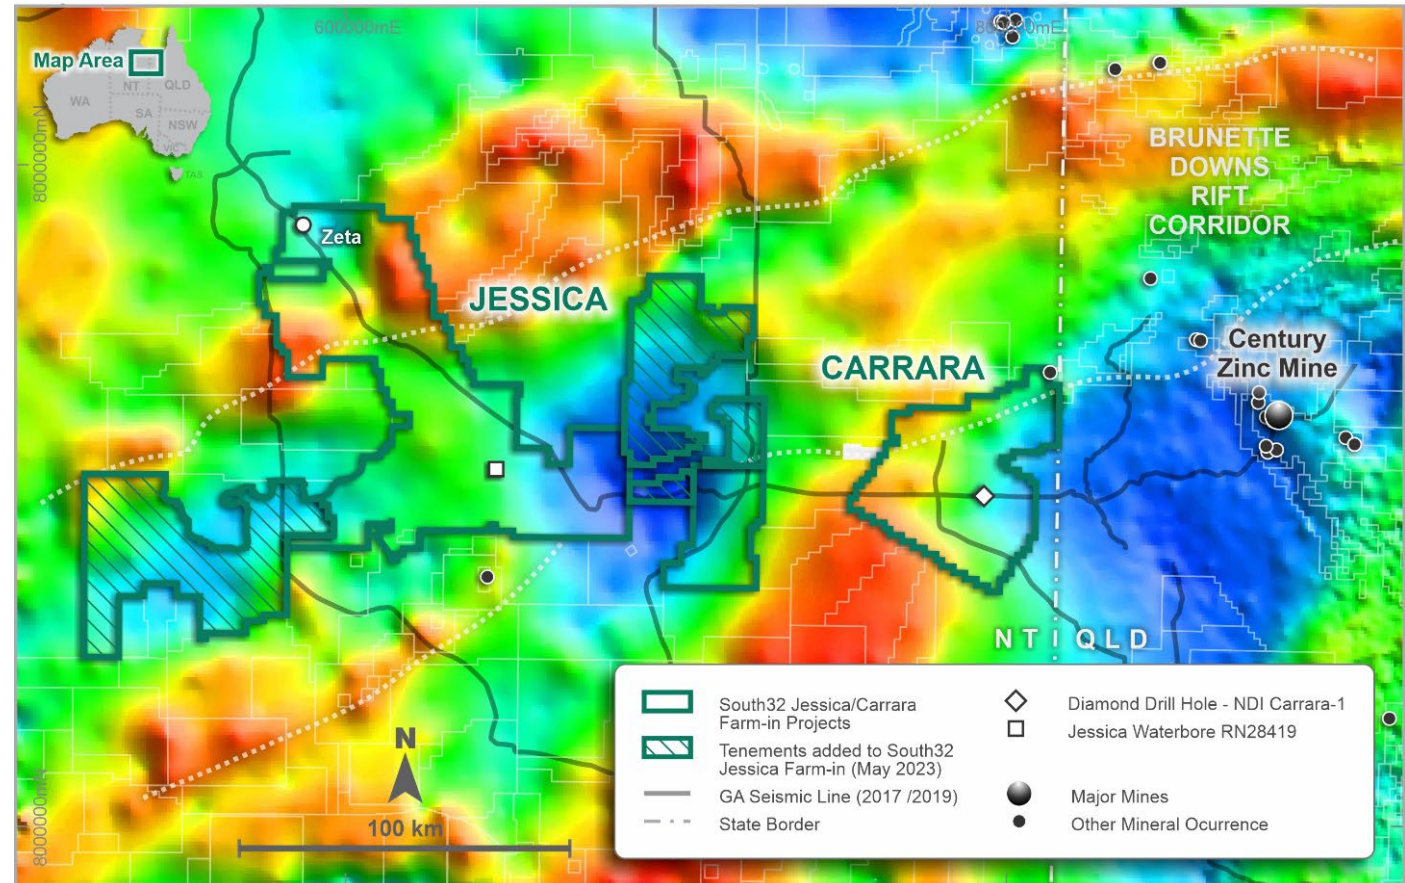 600000mE
800000mE
Map Area
WA
NT
QLD
SA
NSW
VIC
TAS
8000000mN
BRUNETTE
DOWNS
RIFT
CORRIDOR
Zeta
JESSICA
CARRARA
Century
Zinc Mine
NT
QLD
South32 Jessica/Carrara
Farm-in Projects
Tenements added to South32
Jessica Farm-in (May 2023)
GA Seismic Line (2017 /2019)
State Border
Diamond Drill Hole - NDI Carrara-1
Jessica Waterbore RN28419
Major Mines
Other Mineral Ocurrence
N
100 km
8000000mN